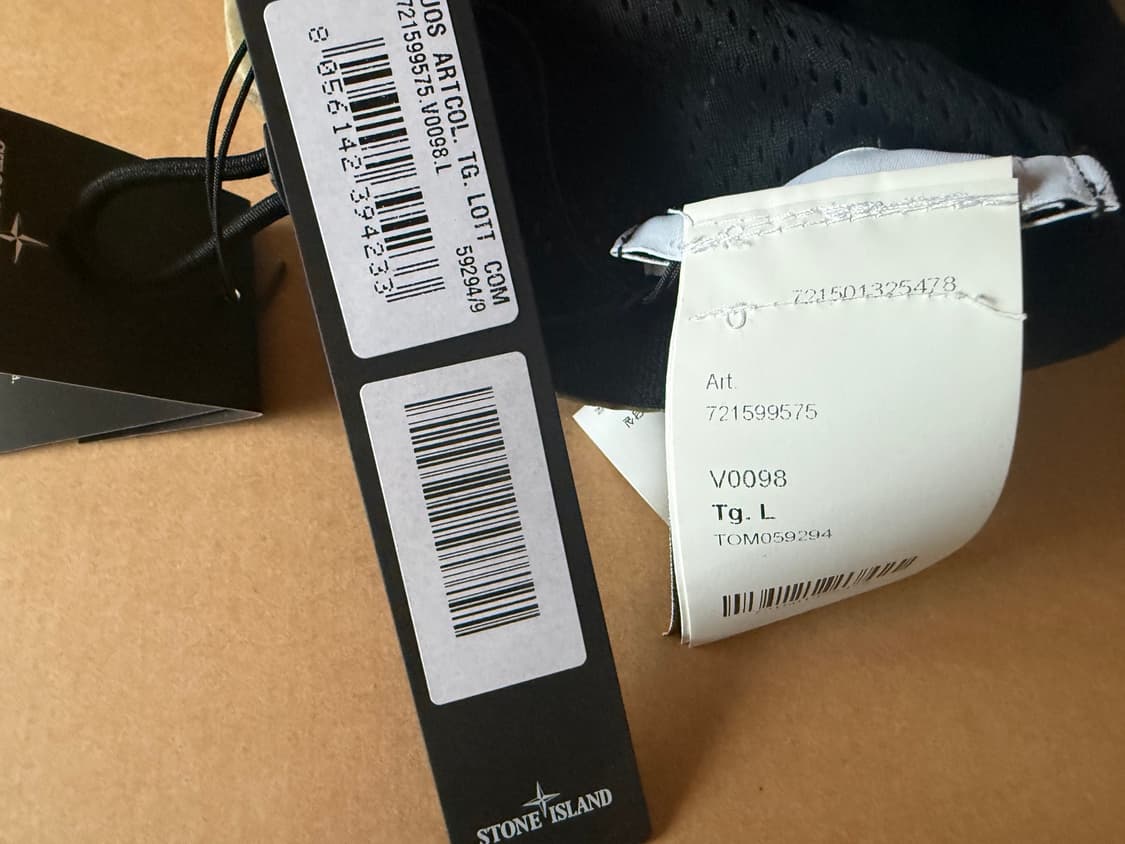 JOS ARTCOL. TG. LOTT COM
721599575.V0098.L 59294/9
8 056142 394233
STONE ISLAND
721501325478
Art.
721599575
V0098
Tg. L
TOM059294